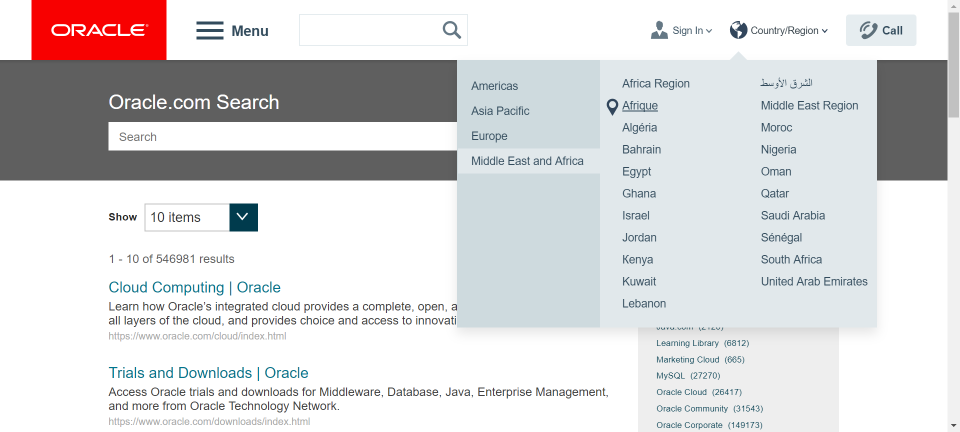 ORACLE
Menu
Sign In
Country/Region
Call
Oracle.com Search
Search
Americas
Asia Pacific
Europe
Middle East and Africa
Africa Region
Afrique
Algéria
Bahrain
Egypt
Ghana
Israel
Jordan
Kenya
Kuwait
Lebanon
الشرق الأوسط
Middle East Region
Moroc
Nigeria
Oman
Qatar
Saudi Arabia
Sénégal
South Africa
United Arab Emirates
Show
10 items
1 - 10 of 546981 results
Cloud Computing | Oracle
Learn how Oracle's integrated cloud provides a complete, open, a
all layers of the cloud, and provides choice and access to innovati
https://www.oracle.com/cloud/index.html
Trials and Downloads | Oracle
Access Oracle trials and downloads for Middleware, Database, Java, Enterprise Management,
and more from Oracle Technology Network.
https://www.oracle.com/downloads/index.html
Learning Library (6812)
Marketing Cloud (665)
MySQL (27270)
Oracle Cloud (26417)
Oracle Community (31543)
Oracle Corporate (149173)